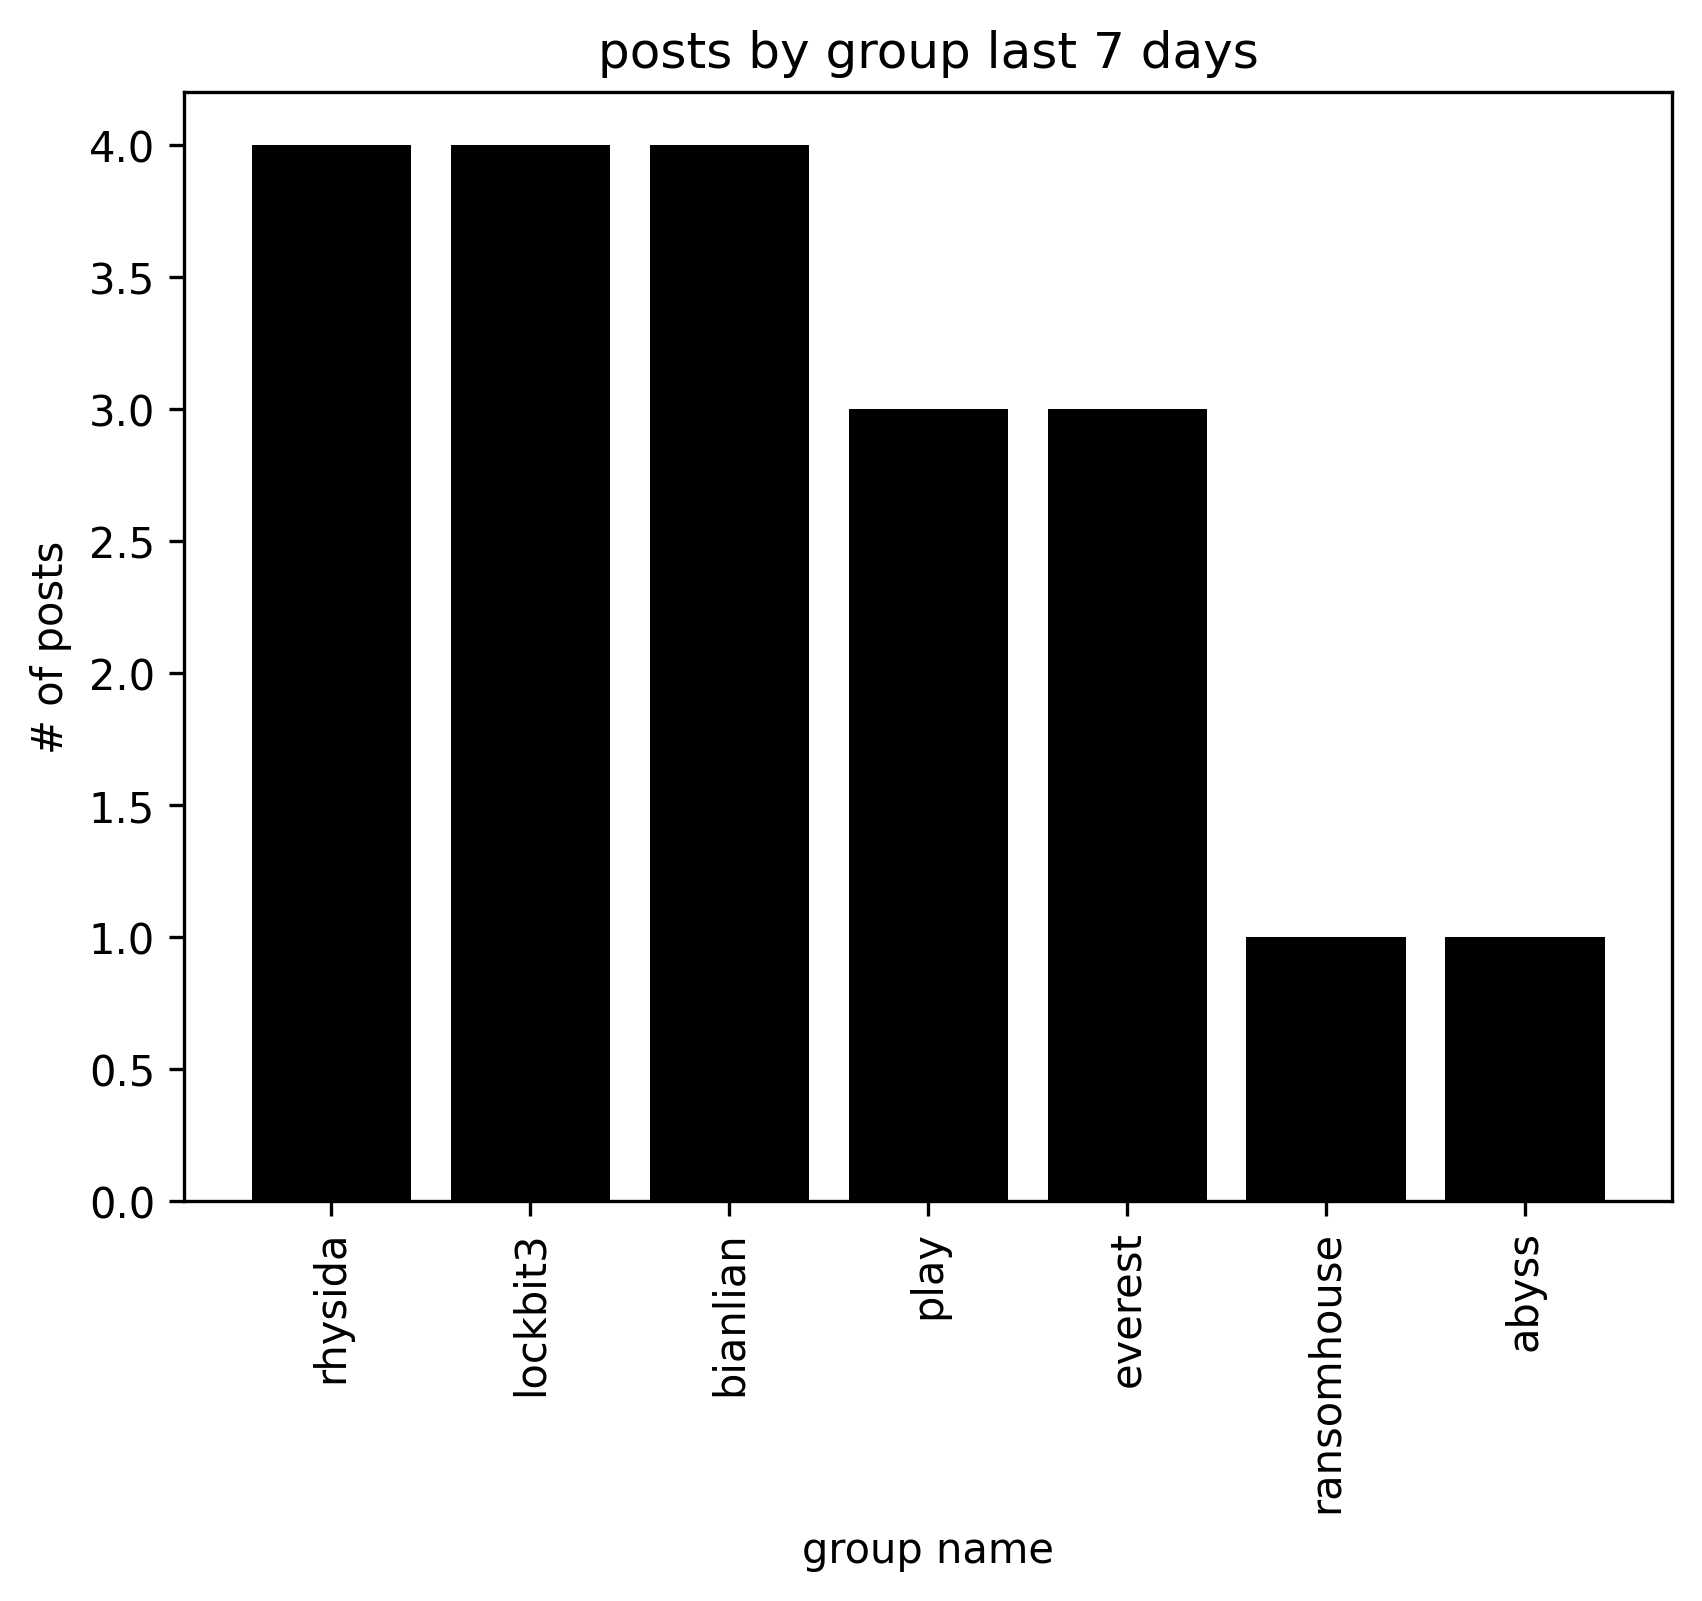 posts by group last 7 days
4.0
3.5
3.0
2.5
2.0
1.5
1.0
0.5
0.0
# of posts
rhysida
lockbit3
bianlian
play
everest
ransomhouse
abyss
group name